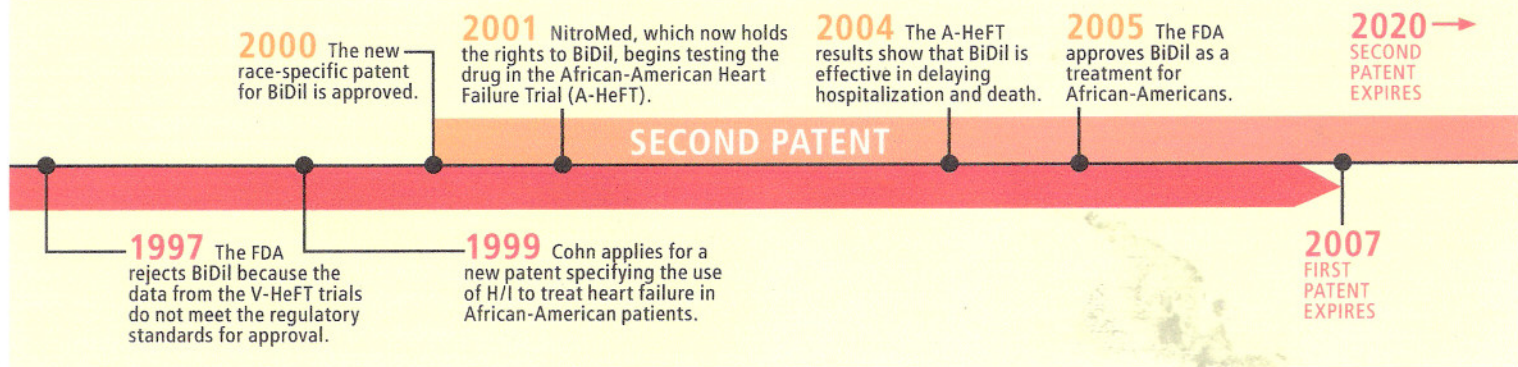 2000 The new
race-specific patent
for BiDil is approved.
2001 NitroMed, which now holds
the rights to BiDil, begins testing the
drug in the African-American Heart
Failure Trial (A-HeFT).
2004 The A-HeFT
results show that BiDil is
effective in delaying
hospitalization and death.
2005 The FDA
approves BiDil as a
treatment for
African-Americans.
2020
SECOND
PATENT
EXPIRES
SECOND PATENT
1997 The FDA
rejects BiDil because the
data from the V-HeFT trials
do not meet the regulatory
standards for approval.
1999 Cohn applies for a
new patent specifying the use
of H/I to treat heart failure in
African-American patients.
2007
FIRST
PATENT
EXPIRES